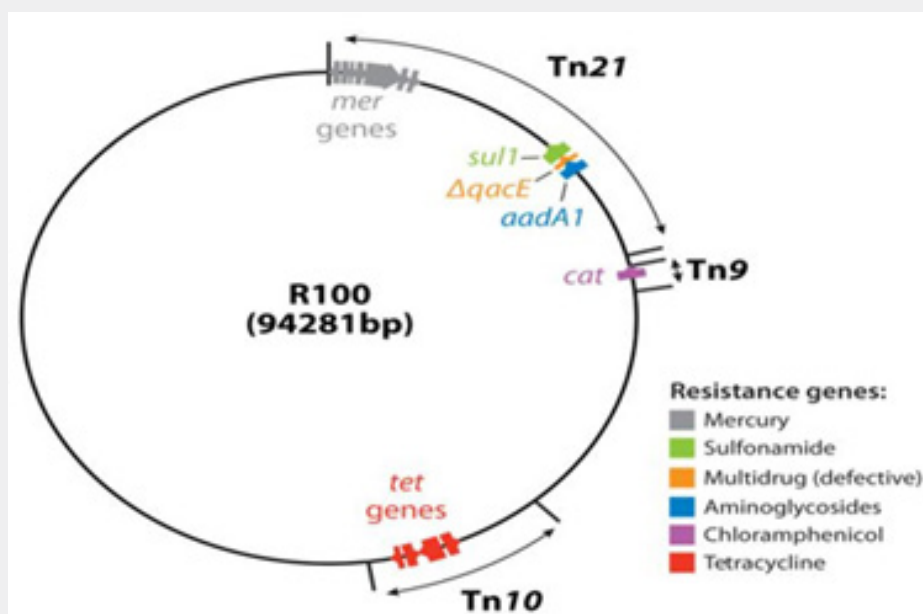 Tn21
mer
genes
sul1
ΔqacE
aadA1
cat
Tn9
R100
(94281bp)
Resistance genes:
Mercury
Sulfonamide
Multidrug (defective)
Aminoglycosides
Chloramphenicol
Tetracycline
tet
genes
Tn10